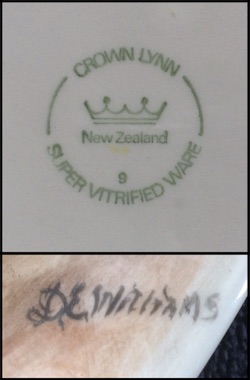 CROWN LYNN
New Zealand
9
SUPER VITRIFIED WARE
D.E.Williams